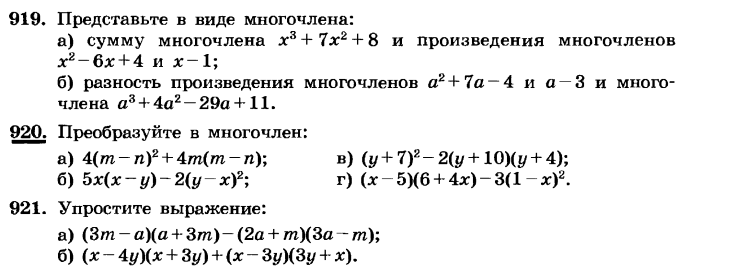 919. Представьте в виде многочлена:
а) сумму многочлена x³ + 7x² + 8 и произведения многочленов
x² − 6x + 4 и x − 1;
б) разность произведения многочленов a² + 7a − 4 и a − 3 и много-
члена a³ + 4a² − 29a + 11.
920. Преобразуйте в многочлен:
а) 4(m − n)² + 4m(m − n); в) (y + 7)² − 2(y + 10)(y + 4);
б) 5x(x − y) − 2(y − x)²; г) (x − 5)(6 + 4x) − 3(1 − x)².
921. Упростите выражение:
а) (3m − a)(a + 3m) − (2a + m)(3a − m);
б) (x − 4y)(x + 3y) + (x − 3y)(3y + x).